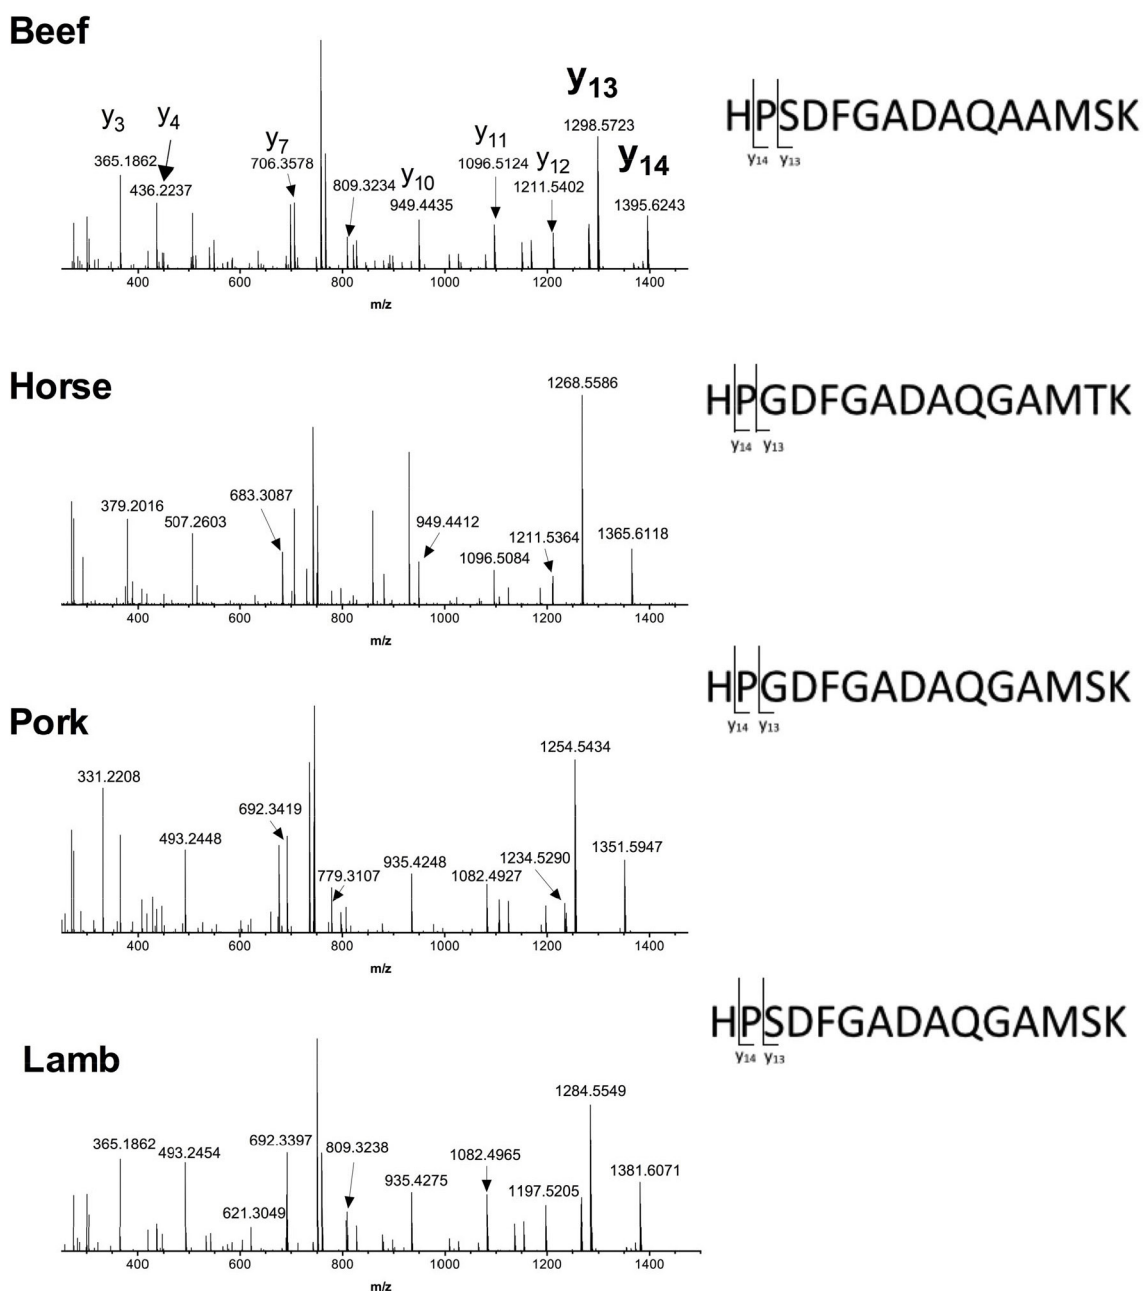 Beef
y3
y4
y7
y10
y11
y12
y13
y14
365.1862
436.2237
706.3578
809.3234
949.4435
1096.5124
1211.5402
1298.5723
1395.6243
400 600 800 1000 1200 1400
m/z
HPSDFGADAQAAMSK
y14 y13
Horse
379.2016
507.2603
683.3087
949.4412
1096.5084
1211.5364
1268.5586
1365.6118
400 600 800 1000 1200 1400
m/z
HPGDFGADAQGAMTK
y14 y13
Pork
331.2208
493.2448
692.3419
779.3107
935.4248
1082.4927
1234.5290
1254.5434
1351.5947
400 600 800 1000 1200 1400
m/z
HPGDFGADAQGAMSK
y14 y13
Lamb
365.1862
493.2454
621.3049
692.3397
809.3238
935.4275
1082.4965
1197.5205
1284.5549
1381.6071
400 600 800 1000 1200 1400
m/z
HPSDFGADAQGAMSK
y14 y13